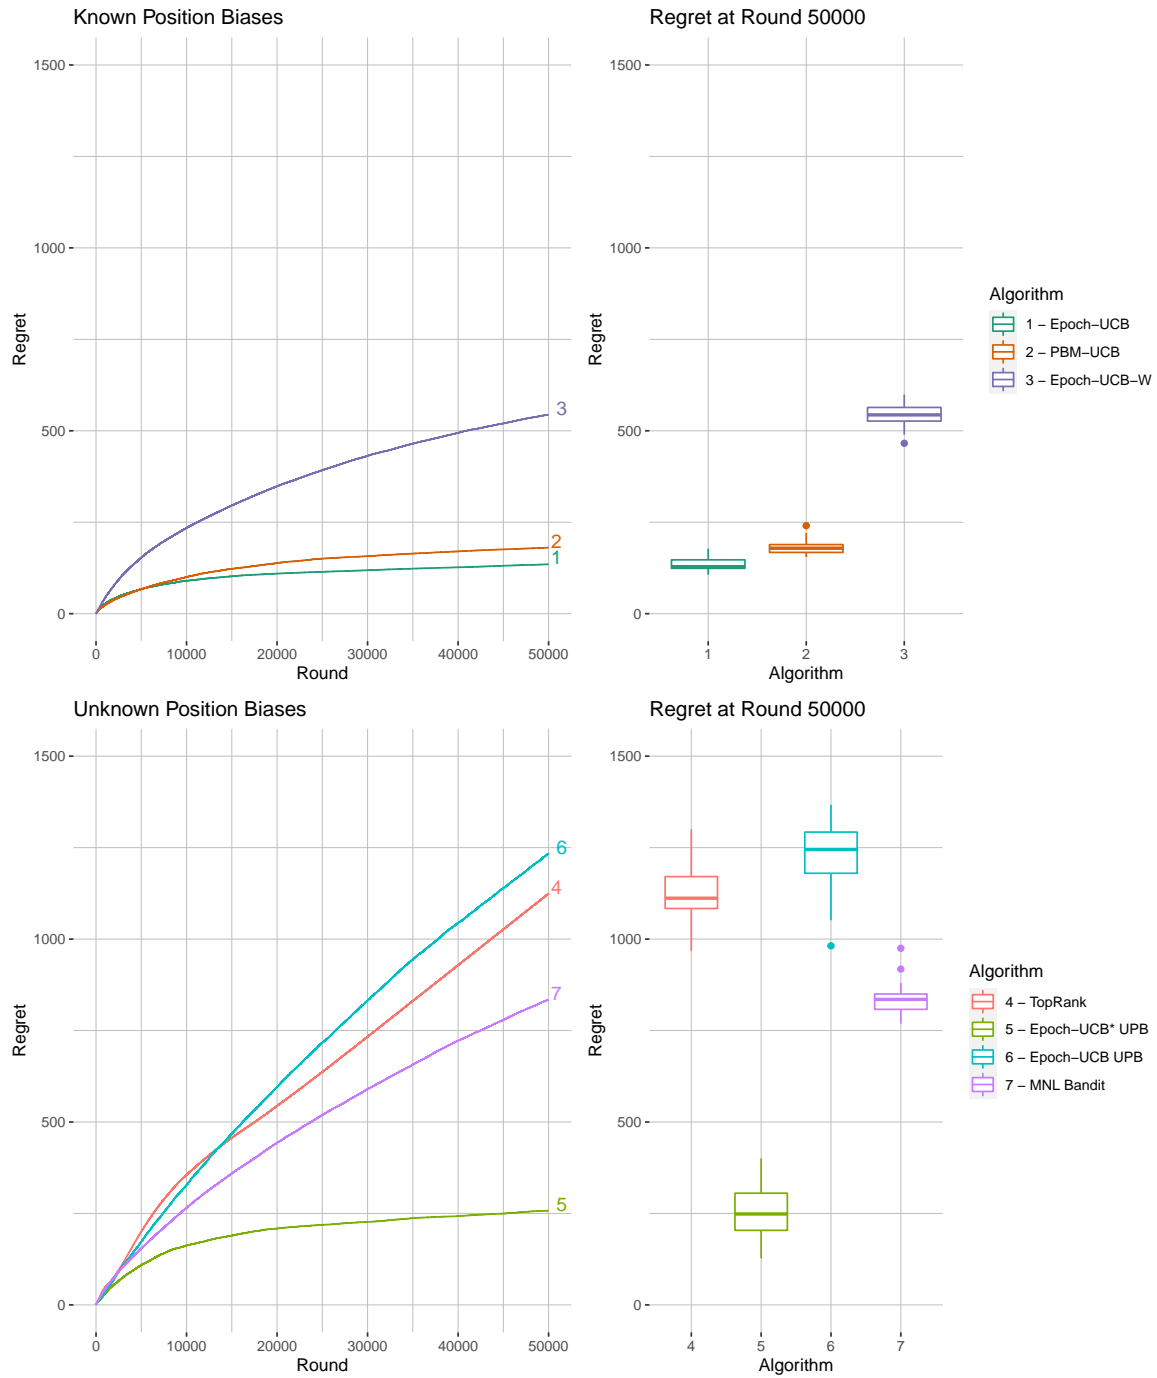 Known Position Biases
1500
1000
500
0
Regret
0 10000 20000 30000 40000 50000
Round
3
2
1
Regret at Round 50000
1500
1000
500
0
Regret
1 2 3
Algorithm
Algorithm
1 – Epoch–UCB
2 – PBM–UCB
3 – Epoch–UCB–W
Unknown Position Biases
1500
1000
500
0
Regret
0 10000 20000 30000 40000 50000
Round
6
4
7
5
Regret at Round 50000
1500
1000
500
0
Regret
4 5 6 7
Algorithm
Algorithm
4 – TopRank
5 – Epoch–UCB* UPB
6 – Epoch–UCB UPB
7 – MNL Bandit